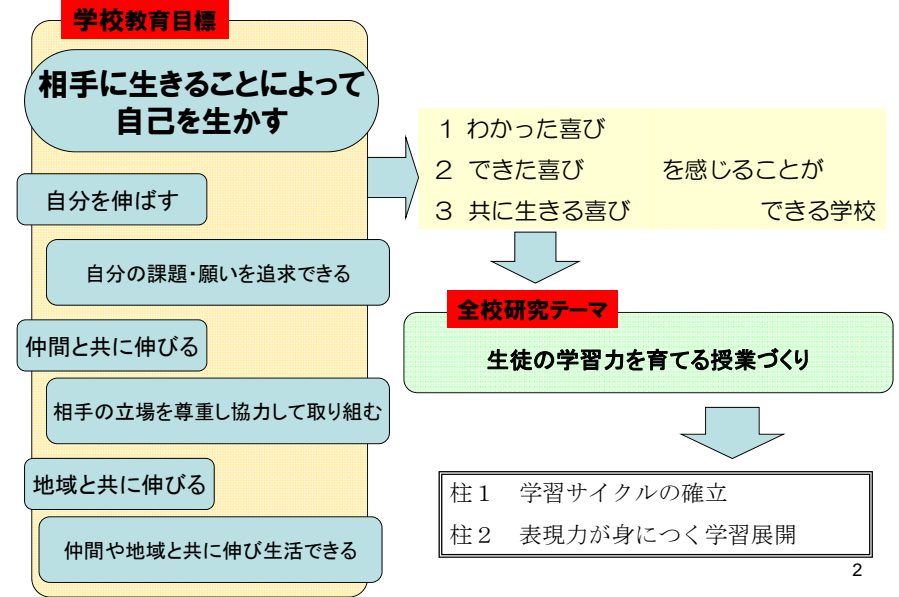 学校教育目標
相手に生きることによって
自己を生かす
自分を伸ばす
自分の課題・願いを追求できる
仲間と共に伸びる
相手の立場を尊重し協力して取り組む
地域と共に伸びる
仲間や地域と共に伸び生活できる
1 わかった喜び
2 できた喜び　を感じることが
3 共に生きる喜び　できる学校
全校研究テーマ
生徒の学習力を育てる授業づくり
柱1　学習サイクルの確立
柱2　表現力が身につく学習展開
2